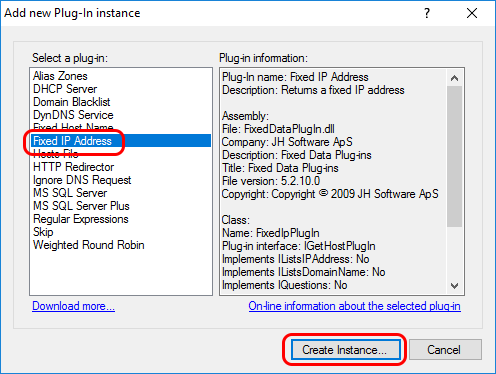 Add new Plug-In instance
Select a plug-in:
Alias Zones
DHCP Server
Domain Blacklist
DynDNS Service
Fixed Host Name
Fixed IP Address
Hosts File
HTTP Redirector
Ignore DNS Request
MS SQL Server
MS SQL Server Plus
Regular Expressions
Skip
Weighted Round Robin
Download more...
Plug-in information:
Plug-In name: Fixed IP Address
Description: Returns a fixed IP address
Assembly:
File: FixedDataPlugIn.dll
Company: JH Software ApS
Description: Fixed Data Plug-ins
Title: Fixed Data Plug-ins
File version: 5.2.10.0
Copyright: Copyright © 2009 JH Software ApS
Class:
Name: FixedIpPlugIn
Plug-in interface: IGetHostPlugIn
Implements IListsIPAddress: No
Implements IListsDomainName: No
Implements IQuestions: No
On-line information about the selected plug-in
Create Instance...
Cancel